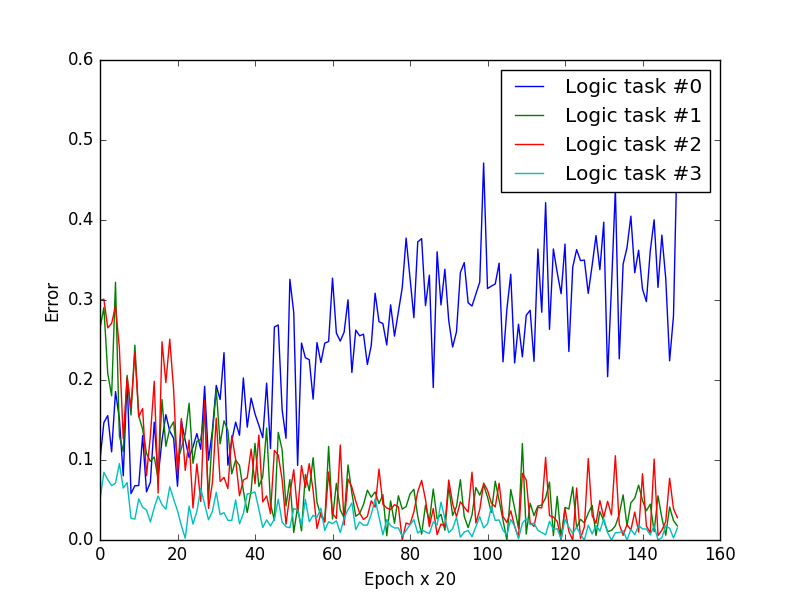 0.6
0.5
0.4
0.3
0.2
0.1
0.0
Error
Logic task #0
Logic task #1
Logic task #2
Logic task #3
0 20 40 60 80 100 120 140 160
Epoch x 20